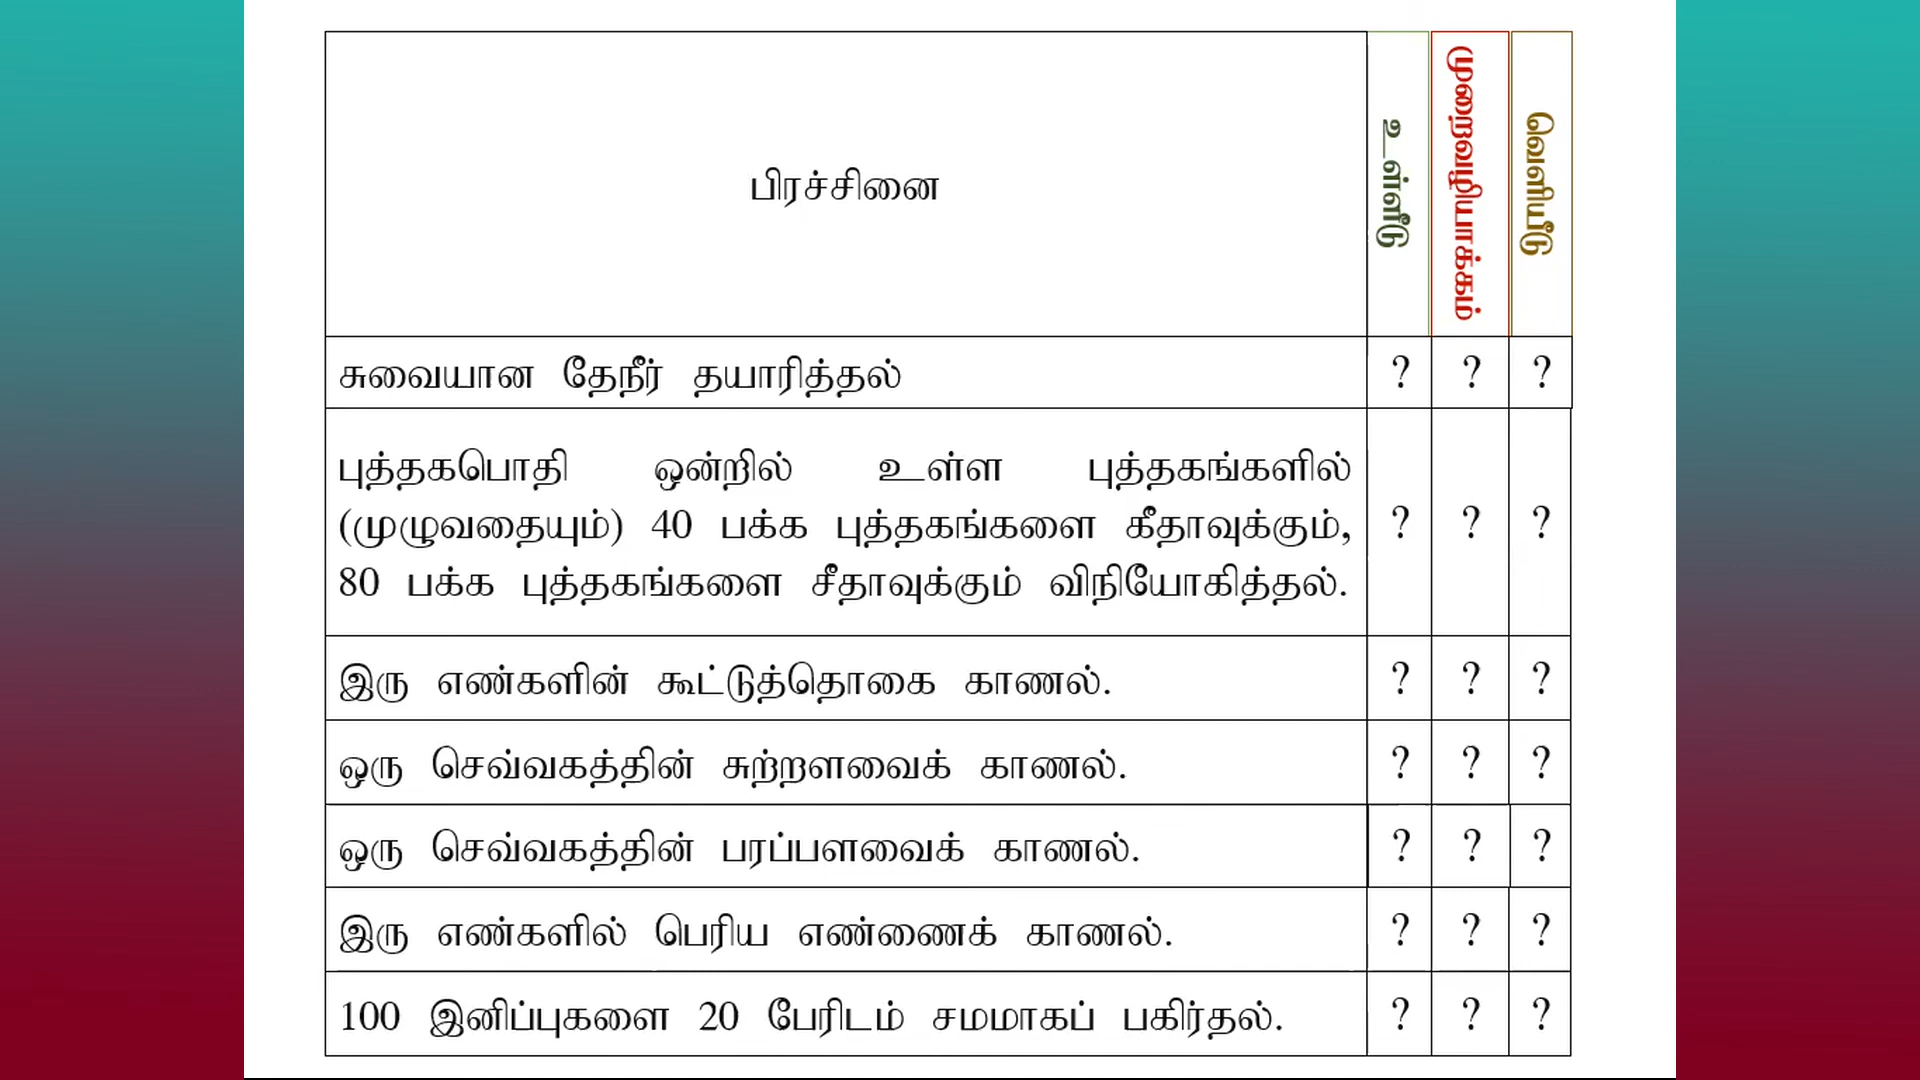 பிரச்சினை
உள்ளீடு
முறைவழியாக்கம்
வெளியீடு
சுவையான தேநீர் தயாரித்தல்
? ? ?
புத்தகபொதி ஒன்றில் உள்ள புத்தகங்களில்
(முழுவதையும்) 40 பக்க புத்தகங்களை கீதாவுக்கும்,
80 பக்க புத்தகங்களை சீதாவுக்கும் விநியோகித்தல்.
? ? ?
இரு எண்களின் கூட்டுத்தொகை காணல்.
? ? ?
ஒரு செவ்வகத்தின் சுற்றளவைக் காணல்.
? ? ?
ஒரு செவ்வகத்தின் பரப்பளவைக் காணல்.
? ? ?
இரு எண்களில் பெரிய எண்ணைக் காணல்.
? ? ?
100 இனிப்புகளை 20 பேரிடம் சமமாகப் பகிர்தல்.
? ? ?